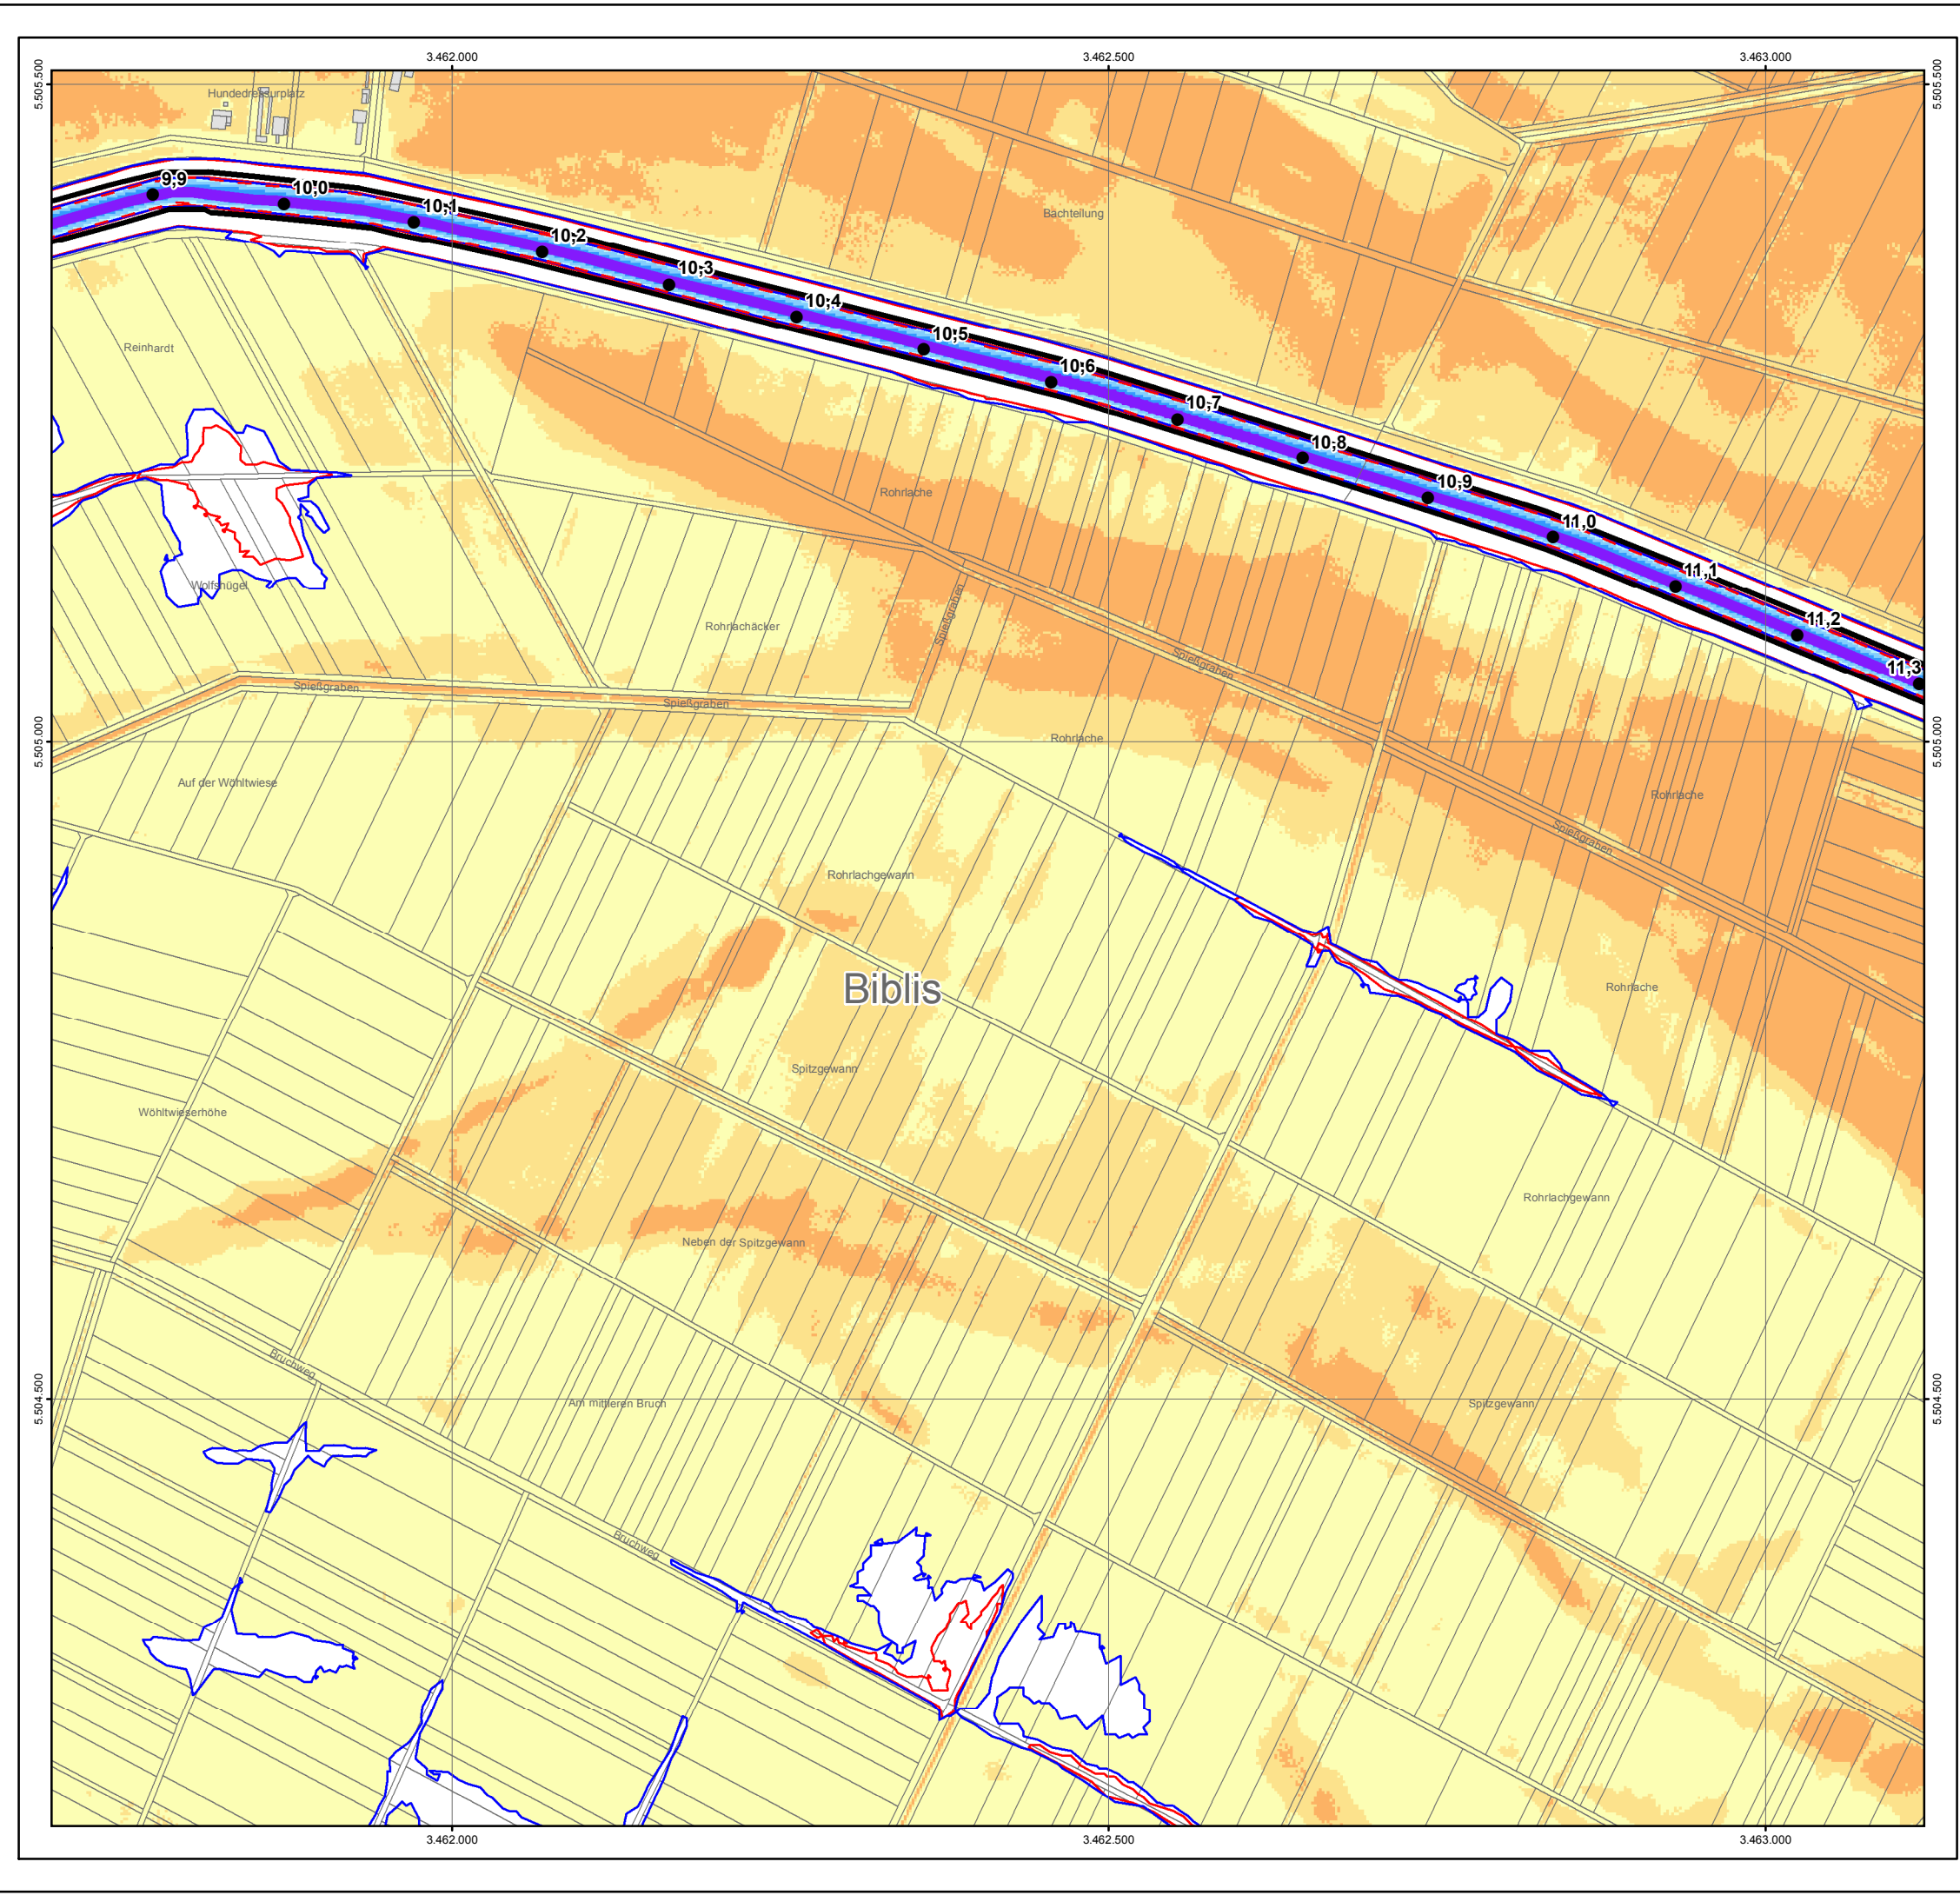 3.462.000
3.462.500
3.463.000
5.505.500
5.505.500
Hundedressurplatz
9,9
10,0
10,1
10,2
10,3
10,4
10,5
10,6
10,7
10,8
10,9
11,0
11,1
11,2
11,3
Bachteilung
Reinhardt
Rohrlache
Wolfshügel
Rohrlachäcker
Spießgraben
Spießgraben
Spießgraben
Spießgraben
Rohrlache
5.505.000
5.505.000
Auf der Wöhltwiese
Rohrlache
Spießgraben
Rohrlachgewann
Biblis
Rohrlache
Spitzgewann
Wöhltwieserhöhe
Rohrlachgewann
Neben der Spitzgewann
Bruchweg
5.504.500
5.504.500
Am mittleren Bruch
Spitzgewann
Bruchweg
3.462.000
3.462.500
3.463.000